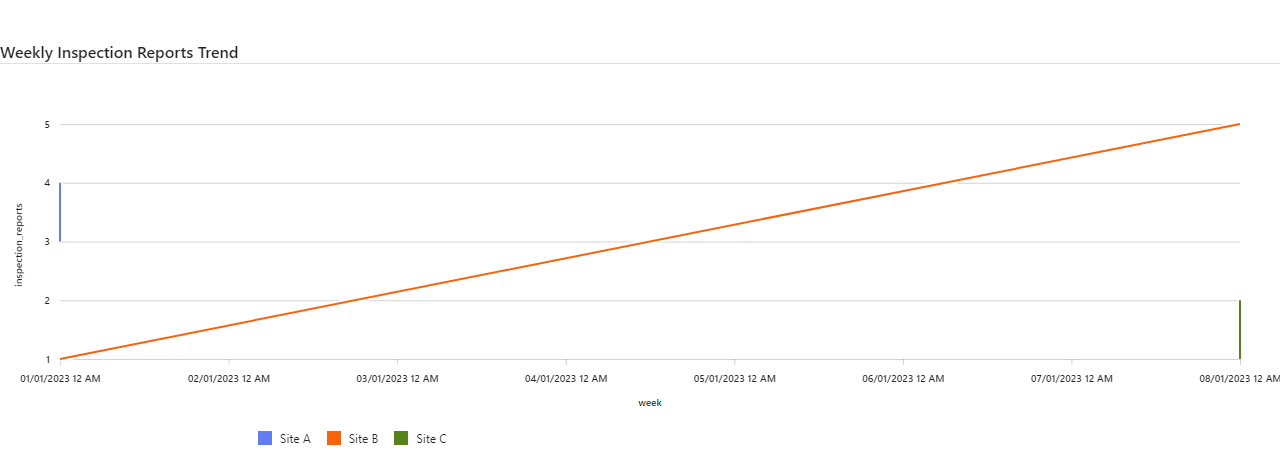 Weekly Inspection Reports Trend
5
4
3
2
1
inspection_reports
01/01/2023 12 AM 02/01/2023 12 AM 03/01/2023 12 AM 04/01/2023 12 AM 05/01/2023 12 AM 06/01/2023 12 AM 07/01/2023 12 AM 08/01/2023 12 AM
week
Site A Site B Site C